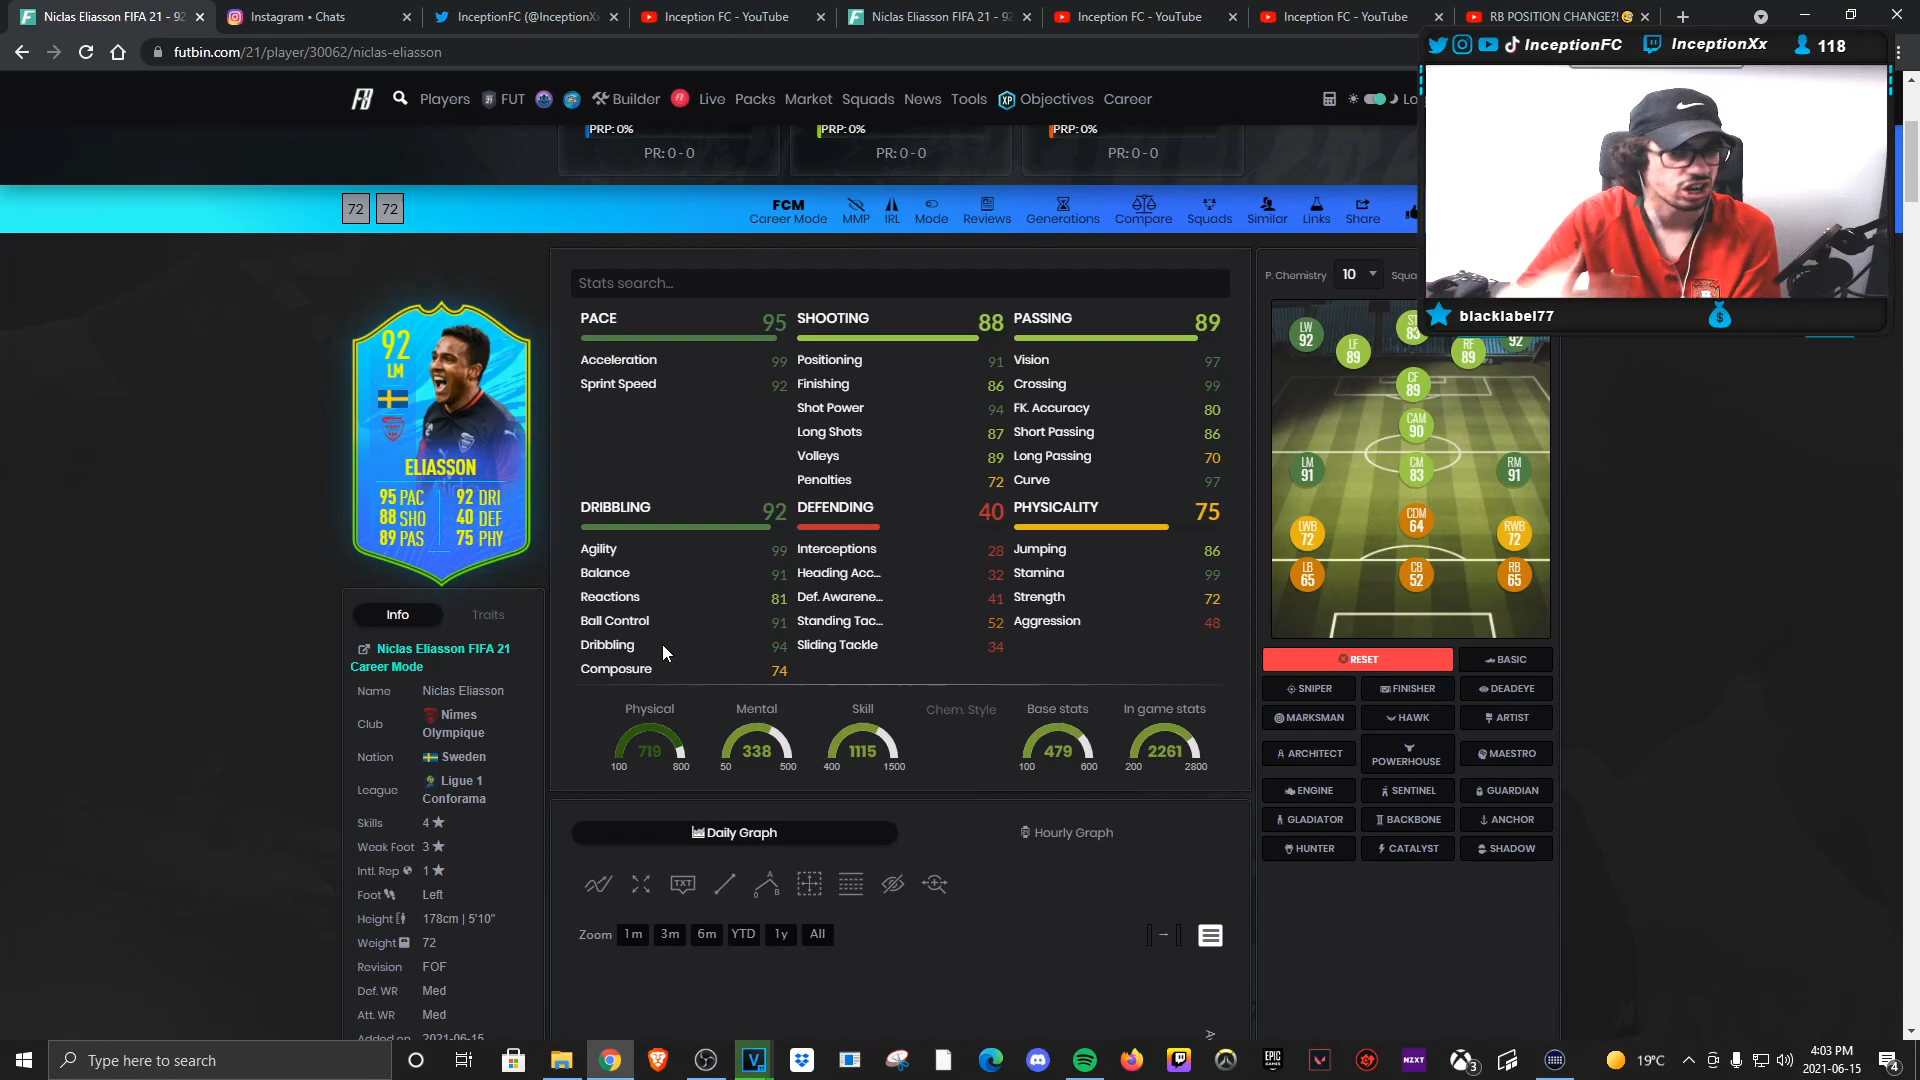 Niclas Eliasson FIFA 21 - 92
Instagram • Chats
InceptionFC (@InceptionX
Inception FC - YouTube
Niclas Eliasson FIFA 21 - 92
Inception FC - YouTube
Inception FC - YouTube
RB POSITION CHANGE?!
futbin.com/21/player/30062/niclas-eliasson
InceptionFC
InceptionXx
118
Players
FUT
Builder
Live
Packs
Market
Squads
News
Tools
XP
Objectives
Career
Lo
PRP: 0%
PRP: 0%
PRP: 0%
PR: 0 - 0
PR: 0 - 0
PR: 0 - 0
72 72
FCM
Career Mode
MMP
IRL
Mode
Reviews
Generations
Compare
Squads
Similar
Links
Share
blacklabel77
92
LM
ELIASSON
95 PAC 92 DRI
88 SHO 40 DEF
89 PAS 75 PHY
Stats search...
PACE 95
Acceleration 99
Sprint Speed 92
SHOOTING 88
Positioning 91
Finishing 86
Shot Power 94
Long Shots 87
Volleys 89
Penalties 72
PASSING 89
Vision 97
Crossing 99
FK. Accuracy 80
Short Passing 86
Long Passing 70
Curve 97
DRIBBLING 92
Agility 99
Balance 91
Reactions 81
Ball Control 91
Dribbling 94
Composure 74
DEFENDING 40
Interceptions 28
Heading Acc... 32
Def. Awarene... 41
Standing Tac... 52
Sliding Tackle 34
PHYSICALITY 75
Jumping 86
Stamina 99
Strength 72
Aggression 48
Physical
719
100 800
Mental
338
50 500
Skill
1115
400 1500
Chem. Style
Base stats
479
100 600
In game stats
2261
200 2800
P. Chemistry 10 Squa
LW
92
ST
83
92
LF
89
RF
89
CF
89
CAM
90
LM
91
CM
83
RM
91
LWB
72
CDM
64
RWB
72
LB
65
CB
52
RB
65
RESET
BASIC
SNIPER
FINISHER
DEADEYE
MARKSMAN
HAWK
ARTIST
ARCHITECT
POWERHOUSE
MAESTRO
ENGINE
SENTINEL
GUARDIAN
GLADIATOR
BACKBONE
ANCHOR
HUNTER
CATALYST
SHADOW
Info
Traits
Niclas Eliasson FIFA 21
Career Mode
Name Niclas Eliasson
Club Nîmes
Olympique
Nation Sweden
League Ligue 1
Conforama
Skills 4
Weak Foot 3
Intl. Rep 1
Foot Left
Height 178cm | 5'10"
Weight 72
Revision FOF
Def. WR Med
Att. WR Med
Added on 2021-06-15
Daily Graph
Hourly Graph
TXT
Zoom 1m 3m 6m YTD 1y All
Type here to search
EPIC
GAMES
NZXT
3
19°C
4:03 PM
2021-06-15
4